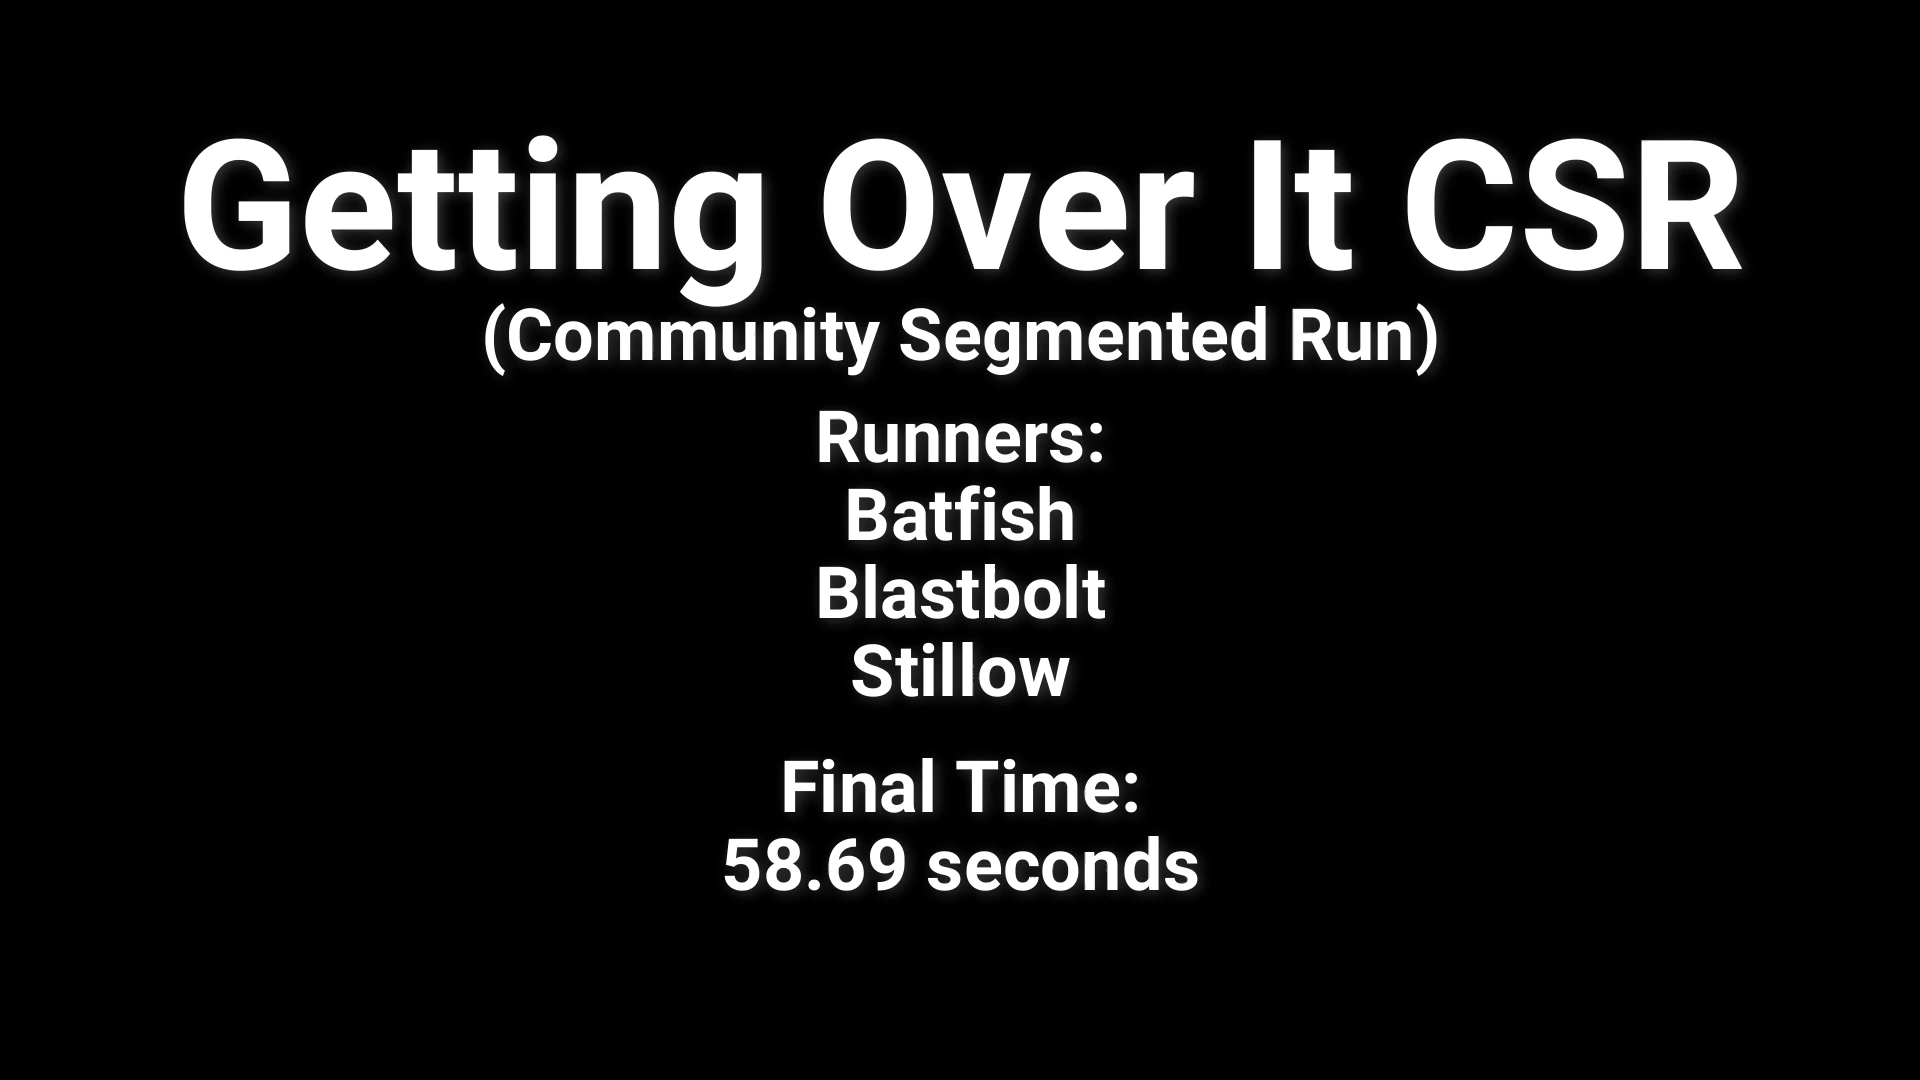 Getting Over It CSR
(Community Segmented Run)
Runners:
Batfish
Blastbolt
Stillow
Final Time:
58.69 seconds